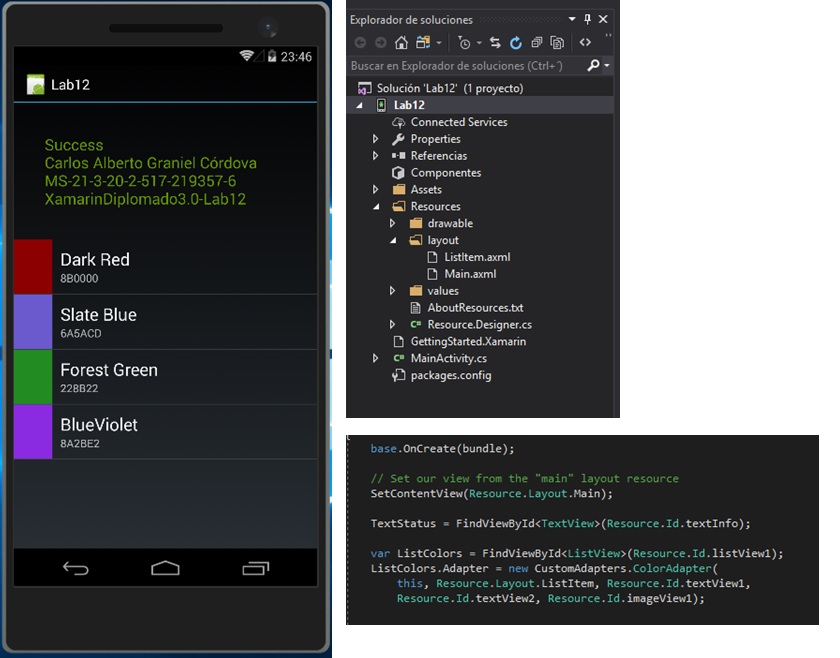 23:46
Lab12
Success
Carlos Alberto Graniel Córdova
MS-21-3-20-2-517-219357-6
XamarinDiplomado3.0-Lab12
Dark Red
8B0000
Slate Blue
6A5ACD
Forest Green
228B22
BlueViolet
8A2BE2
Explorador de soluciones
Buscar en Explorador de soluciones (Ctrl+´)
Solución 'Lab12' (1 proyecto)
Lab12
Connected Services
Properties
Referencias
Componentes
Assets
Resources
drawable
layout
ListItem.axml
Main.axml
values
AboutResources.txt
Resource.Designer.cs
GettingStarted.Xamarin
MainActivity.cs
packages.config
base.OnCreate(bundle);
// Set our view from the "main" layout resource
SetContentView(Resource.Layout.Main);
TextStatus = FindViewById<TextView>(Resource.Id.textInfo);
var ListColors = FindViewById<ListView>(Resource.Id.listView1);
ListColors.Adapter = new CustomAdapters.ColorAdapter(
this, Resource.Layout.ListItem, Resource.Id.textView1,
Resource.Id.textView2, Resource.Id.imageView1);